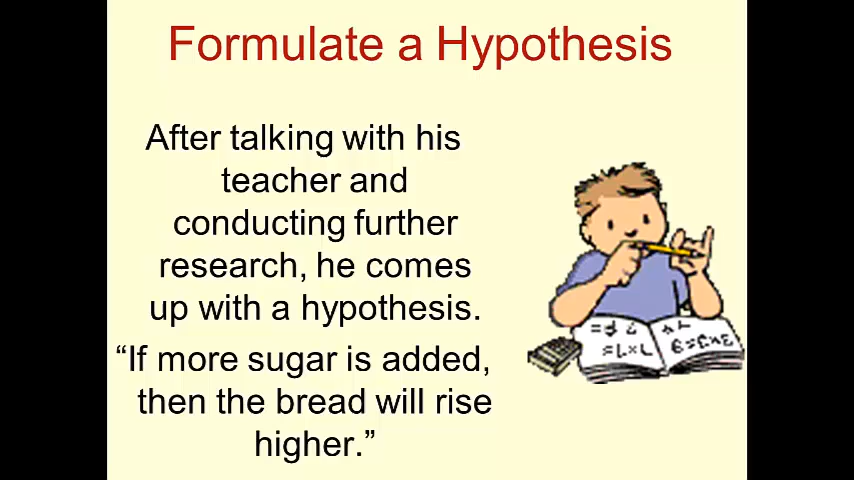 Formulate a Hypothesis
After talking with his
teacher and
conducting further
research, he comes
up with a hypothesis.
“If more sugar is added,
then the bread will rise
higher.”